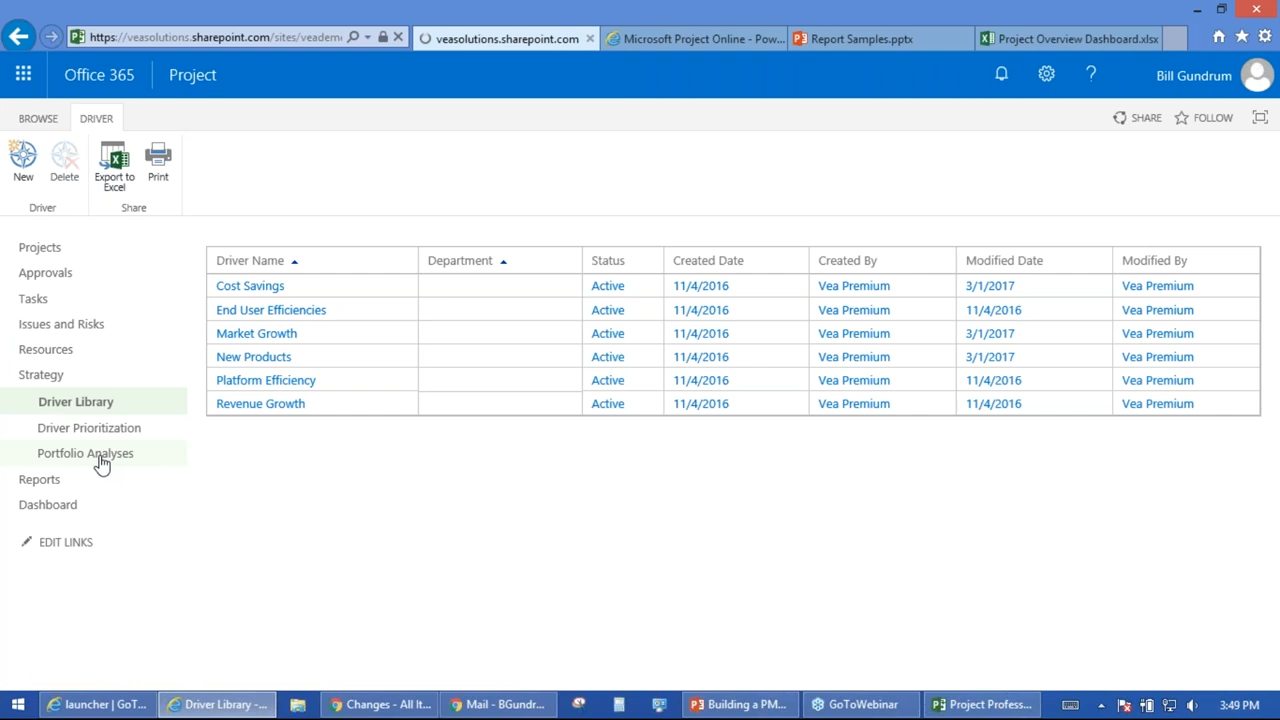 https://veasolutions.sharepoint.com/sites/veadem
veasolutions.sharepoint.com
Microsoft Project Online - Pow...
Report Samples.pptx
Project Overview Dashboard.xlsx
Office 365
Project
Bill Gundrum
BROWSE
DRIVER
SHARE
FOLLOW
New
Delete
Export to Excel
Print
Driver
Share
Projects
Approvals
Tasks
Issues and Risks
Resources
Strategy
Driver Library
Driver Prioritization
Portfolio Analyses
Reports
Dashboard
EDIT LINKS
Driver Name Department Status Created Date Created By Modified Date Modified By
Cost Savings Active 11/4/2016 Vea Premium 3/1/2017 Vea Premium
End User Efficiencies Active 11/4/2016 Vea Premium 11/4/2016 Vea Premium
Market Growth Active 11/4/2016 Vea Premium 3/1/2017 Vea Premium
New Products Active 11/4/2016 Vea Premium 3/1/2017 Vea Premium
Platform Efficiency Active 11/4/2016 Vea Premium 11/4/2016 Vea Premium
Revenue Growth Active 11/4/2016 Vea Premium 11/4/2016 Vea Premium
launcher | GoT...
Driver Library -...
Changes - All It...
Mail - BGundr...
Building a PM...
GoToWebinar
Project Profess...
3:49 PM